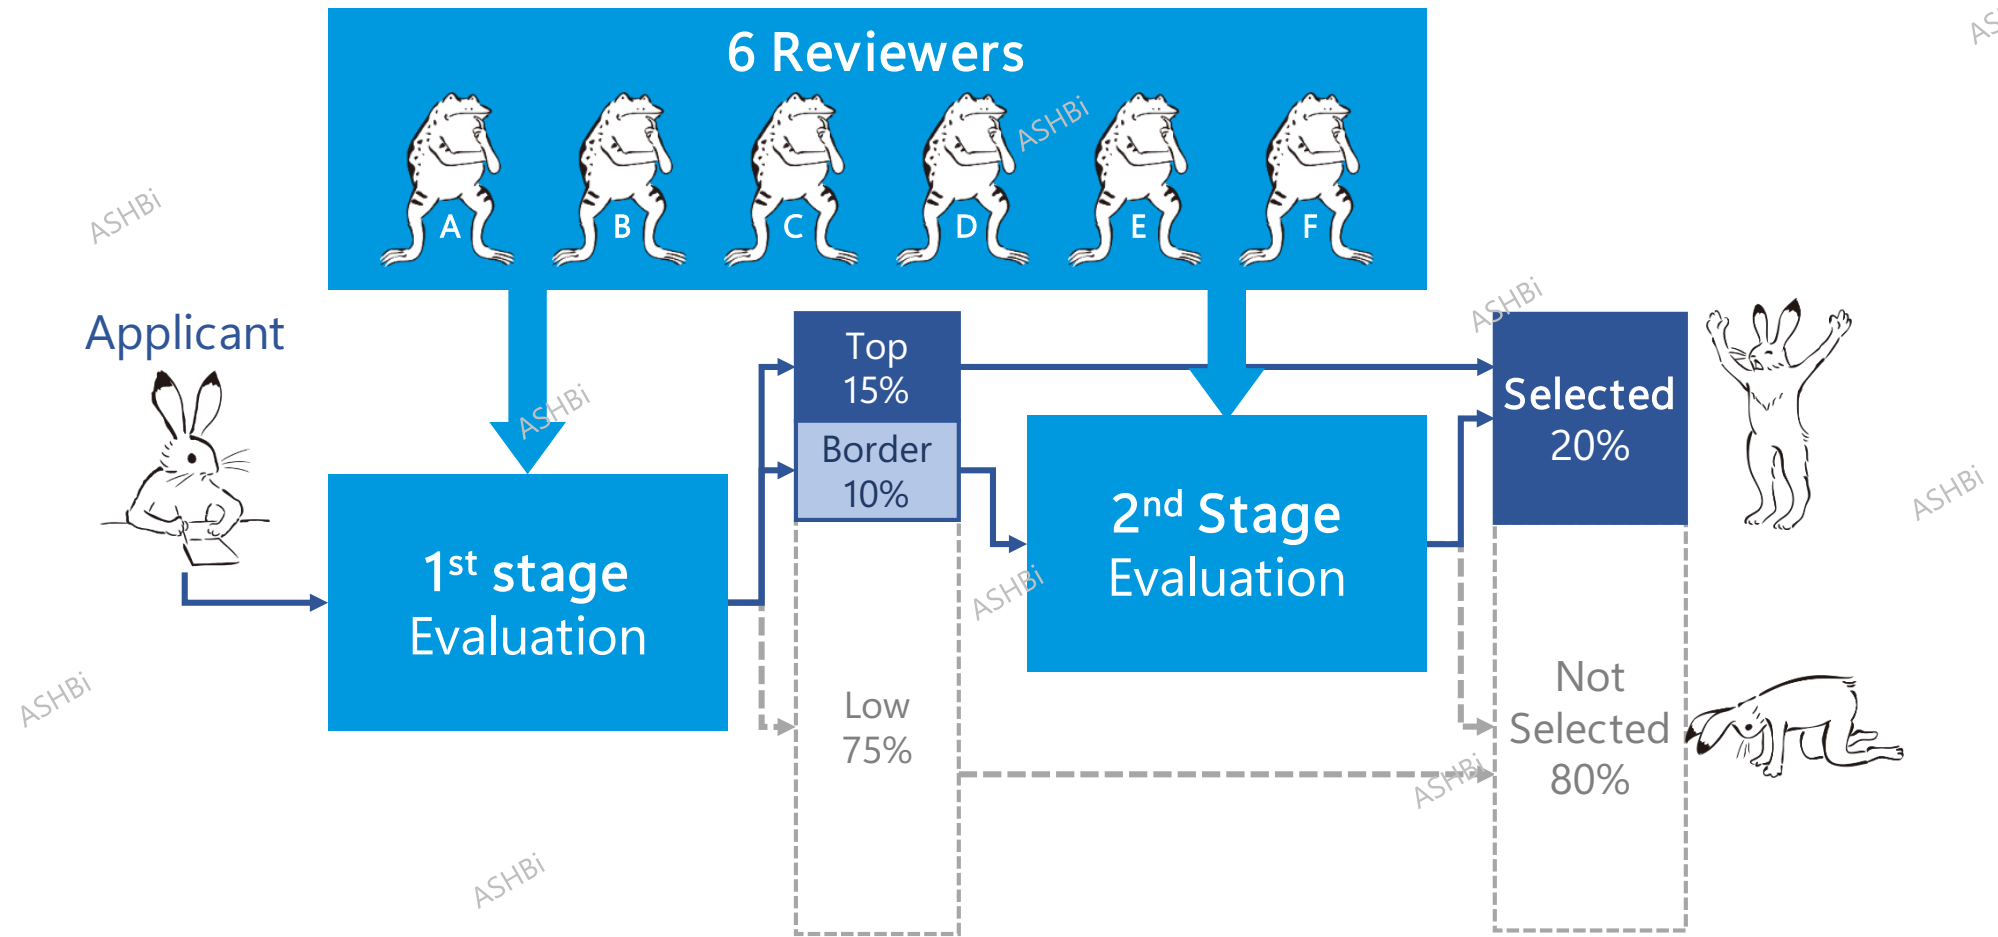 6 Reviewers
A B C D E F
Applicant
1st stage
Evaluation
Top
15%
Border
10%
Low
75%
2nd Stage
Evaluation
Selected
20%
Not
Selected
80%
ASHBi
ASHBi
ASHBi
ASHBi
ASHBi
ASHBi
ASHBi
ASHBi
ASHBi
AS